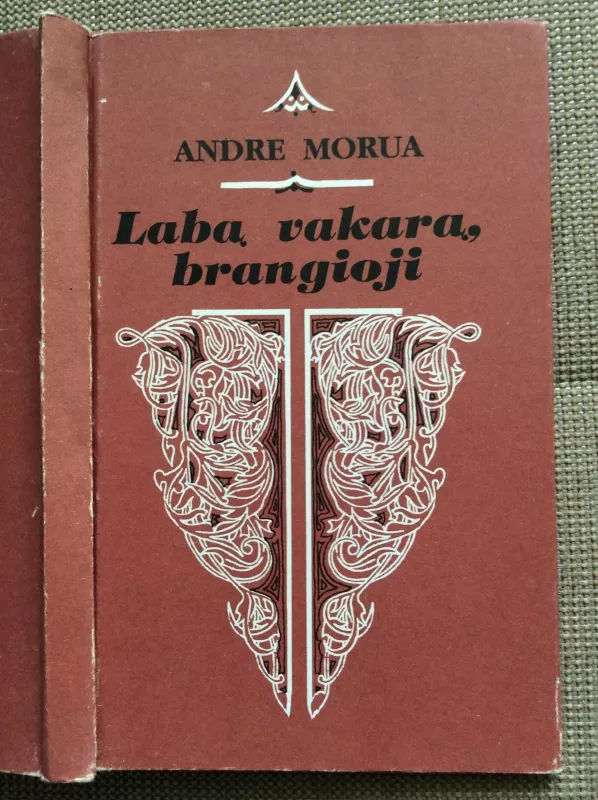 ANDRE MORUA
Labą vakarą,
brangioji